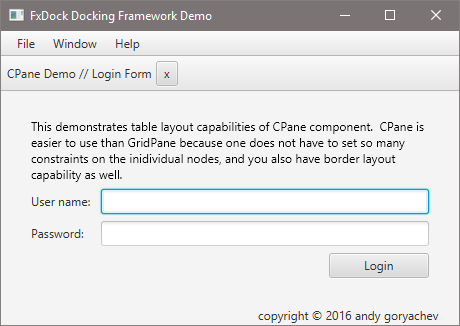 FxDock Docking Framework Demo
File Window Help
CPane Demo // Login Form x
This demonstrates table layout capabilities of CPane component. CPane is
easier to use than GridPane because one does not have to set so many
constraints on the inidividual nodes, and you also have border layout
capability as well.
User name:
Password:
Login
copyright © 2016 andy goryachev